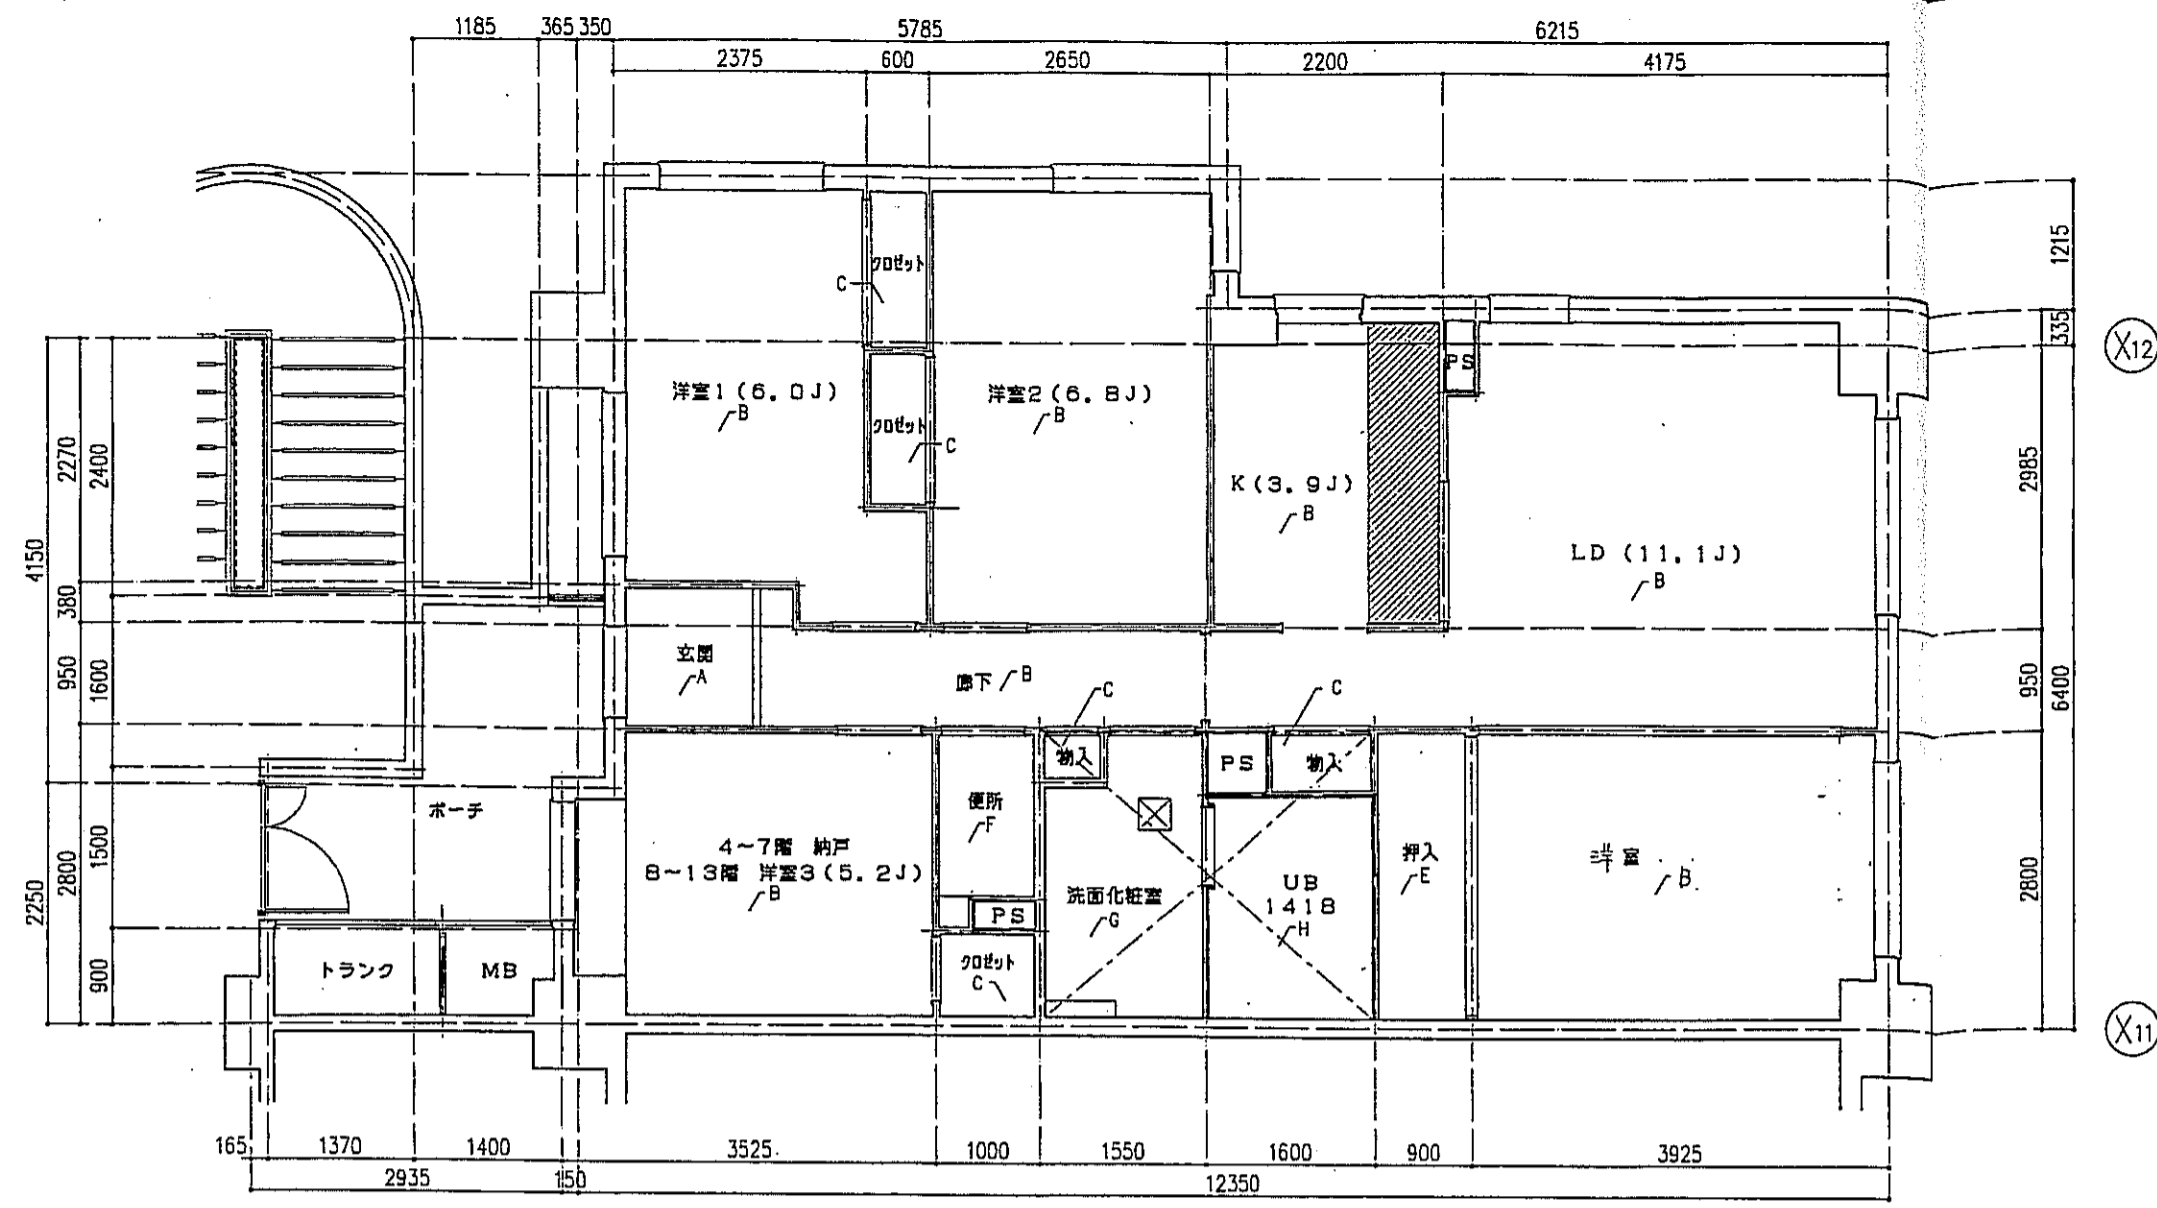 1185 365 350 5785 6215
2375 600 2650 2200 4175
1215
335
X12
クロゼット
C
PS
洋室1(6.0J)
B
洋室2(6.8J)
B
クロゼット
C
K(3.9J)
B
LD (11.1J)
B
2270
2400
2985
4150
380
950
1600
玄関
A
廊下 B
C
C
950
6400
物入
PS
物入
ポーチ
便所
F
4〜7階 納戸
8〜13階 洋室3(5.2J)
B
洗面化粧室
G
UB
1418
H
押入
E
洋室
B
1500
2800
2250
2800
PS
トランク
MB
クロゼット
C
900
X11
165 1370 1400 3525 1000 1550 1600 900 3925
2935 150 12350